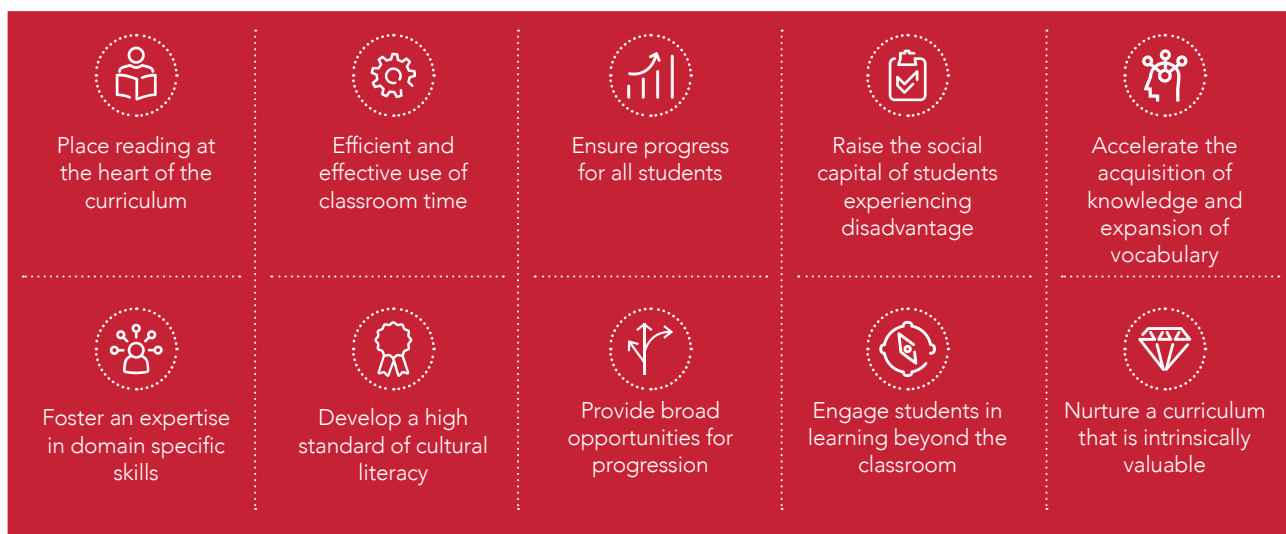 Place reading at
the heart of the
curriculum
Efficient and
effective use of
classroom time
Ensure progress
for all students
Raise the social
capital of students
experiencing
disadvantage
Accelerate the
acquisition of
knowledge and
expansion of
vocabulary
Foster an expertise
in domain specific
skills
Develop a high
standard of cultural
literacy
Provide broad
opportunities for
progression
Engage students in
learning beyond the
classroom
Nurture a curriculum
that is intrinsically
valuable